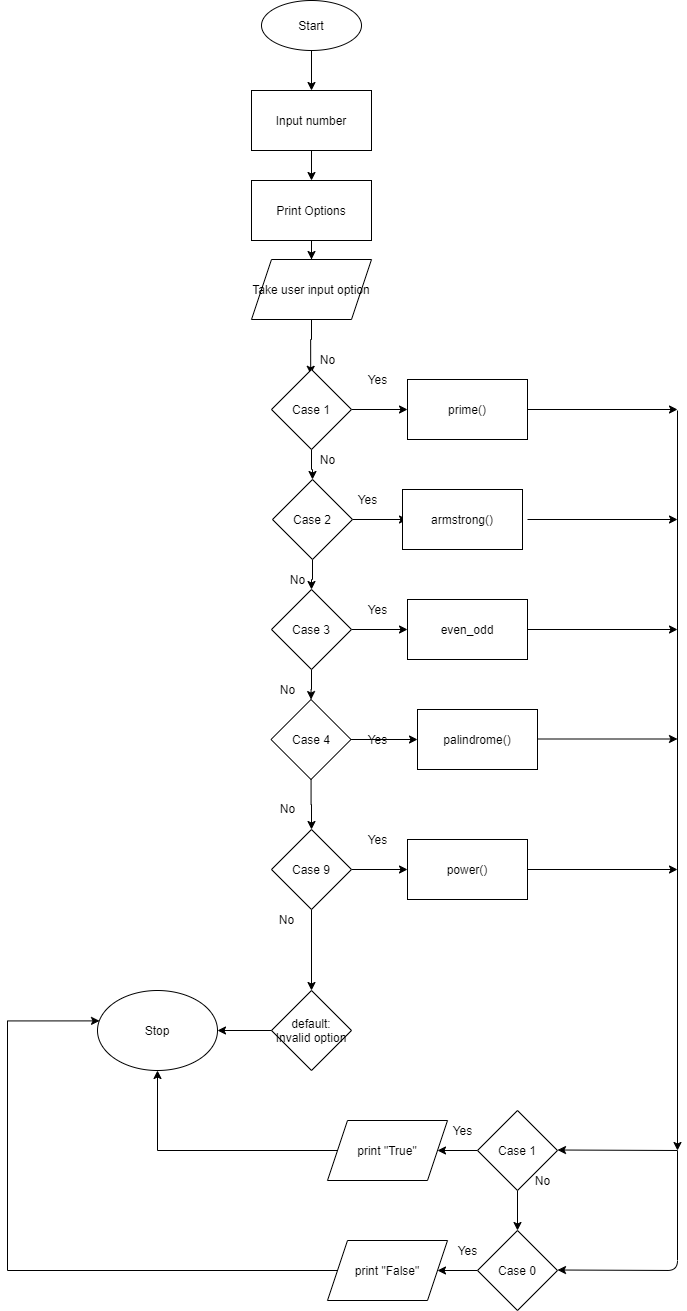 Start
Input number
Print Options
Take user input option
No
Yes
Case 1
prime()
No
Yes
Case 2
armstrong()
No
Yes
Case 3
even_odd
No
Case 4
Yes
palindrome()
No
Yes
Case 9
power()
No
default:
Invalid option
Stop
Yes
print "True"
Case 1
No
Yes
print "False"
Case 0